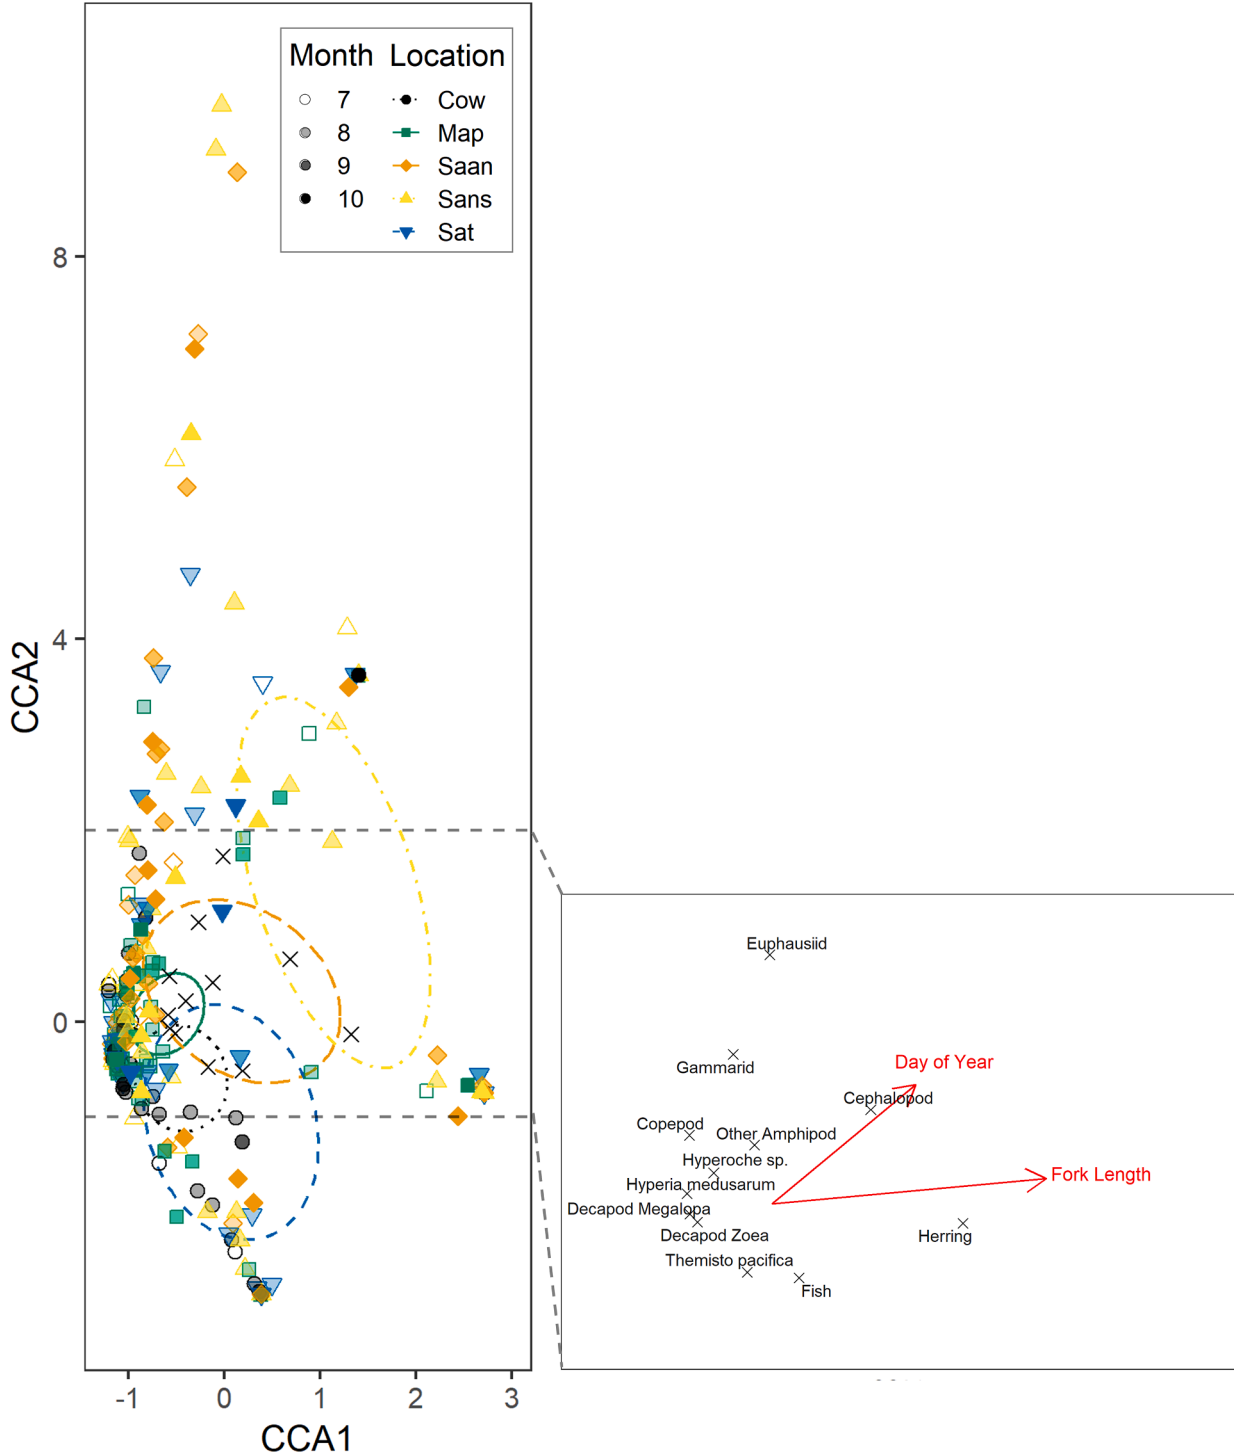 Month Location
7 Cow
8 Map
9 Saan
10 Sans
Sat
8
4
0
CCA2
-1 0 1 2 3
CCA1
Euphausiid
Gammarid
Day of Year
Cephalopod
Copepod
Other Amphipod
Hyperoche sp.
Fork Length
Hyperia medusarum
Decapod Megalopa
Decapod Zoea
Herring
Themisto pacifica
Fish